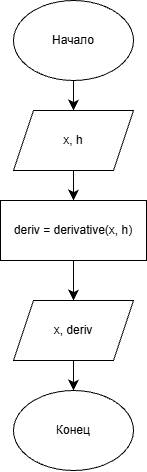 Начало
x, h
deriv = derivative(x, h)
x, deriv
Конец